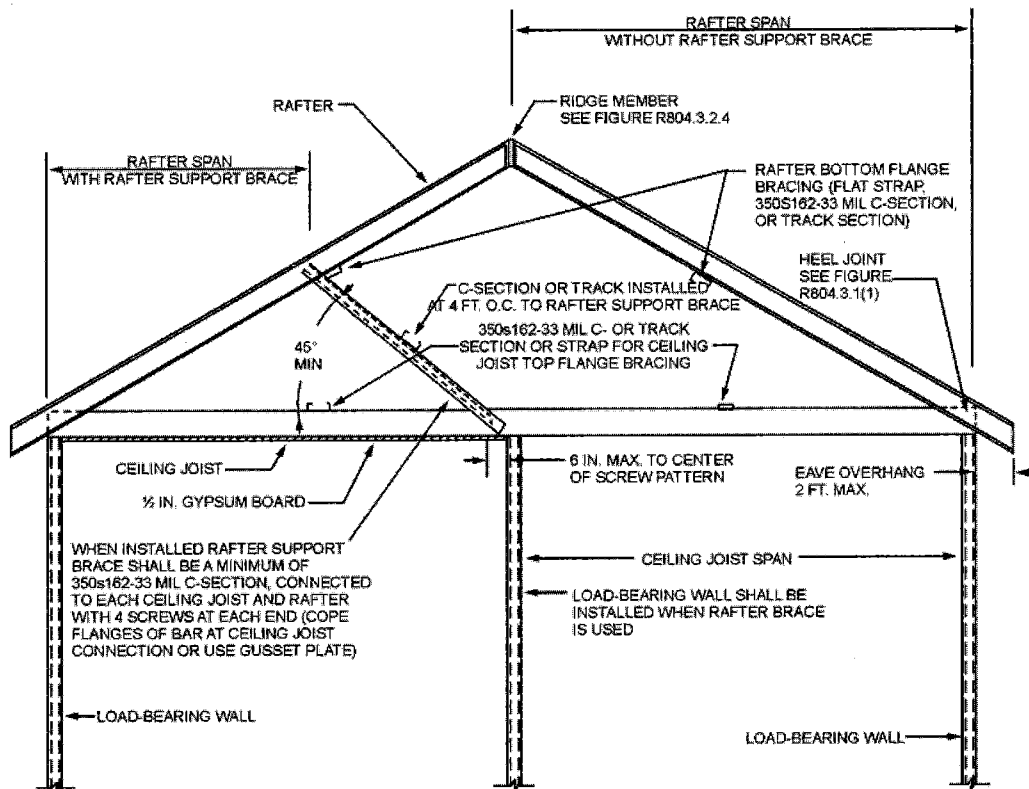 RAFTER SPAN
WITHOUT RAFTER SUPPORT BRACE
RAFTER
RIDGE MEMBER
SEE FIGURE R804.3.2.4
RAFTER SPAN
WITH RAFTER SUPPORT BRACE
RAFTER BOTTOM FLANGE
BRACING (FLAT STRAP,
350S162-33 MIL C-SECTION,
OR TRACK SECTION)
HEEL JOINT
SEE FIGURE
R804.3.1(1)
C-SECTION OR TRACK INSTALLED
AT 4 FT. O.C. TO RAFTER SUPPORT BRACE
350s162-33 MIL C- OR TRACK
SECTION OR STRAP FOR CEILING
JOIST TOP FLANGE BRACING
45°
MIN
CEILING JOIST
½ IN. GYPSUM BOARD
6 IN. MAX. TO CENTER
OF SCREW PATTERN
EAVE OVERHANG
2 FT. MAX.
WHEN INSTALLED RAFTER SUPPORT
BRACE SHALL BE A MINIMUM OF
350s162-33 MIL C-SECTION, CONNECTED
TO EACH CEILING JOIST AND RAFTER
WITH 4 SCREWS AT EACH END (COPE
FLANGES OF BAR AT CEILING JOIST
CONNECTION OR USE GUSSET PLATE)
CEILING JOIST SPAN
LOAD-BEARING WALL SHALL BE
INSTALLED WHEN RAFTER BRACE
IS USED
LOAD-BEARING WALL
LOAD-BEARING WALL